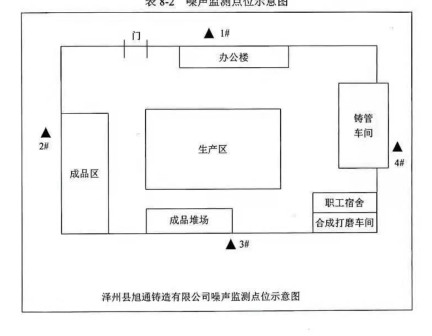 表 8-2 噪声监测点位示意图
门
1#
办公楼
铸管
车间
2#
生产区
4#
成品区
职工宿舍
成品堆场
合成打磨车间
3#
泽州县旭通铸造有限公司噪声监测点位示意图